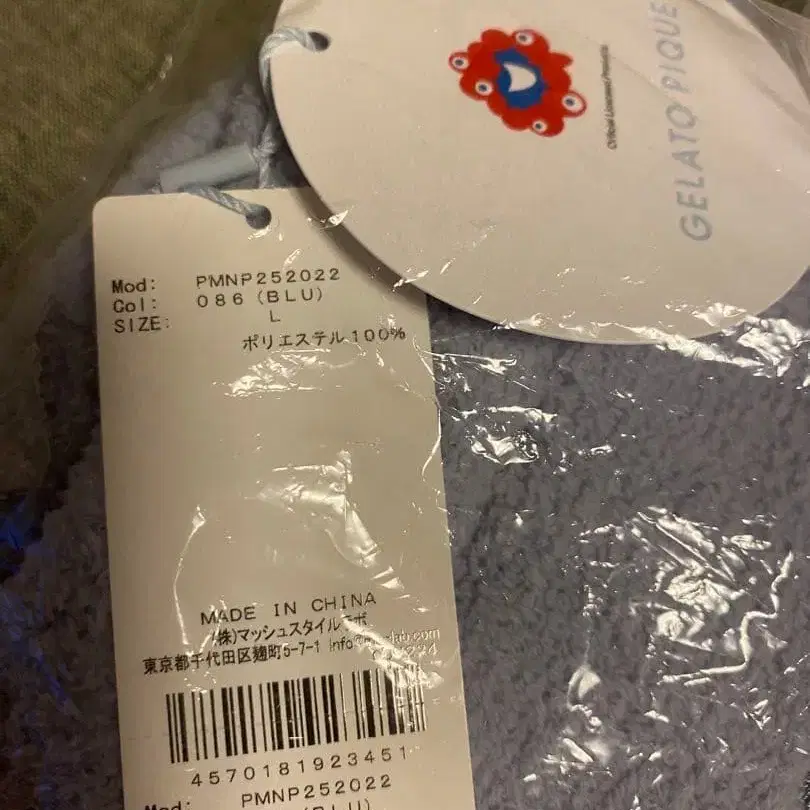 Official Licensed Products
GELATO PIQUE
Mod: PMNP252022
Col: 086 (BLU)
SIZE: L
ポリエステル100%
MADE IN CHINA
(株)マッシュスタイルラボ
東京都千代田区麹町5-7-1
4570181923451
Mod: PMNP252022
(BLU)